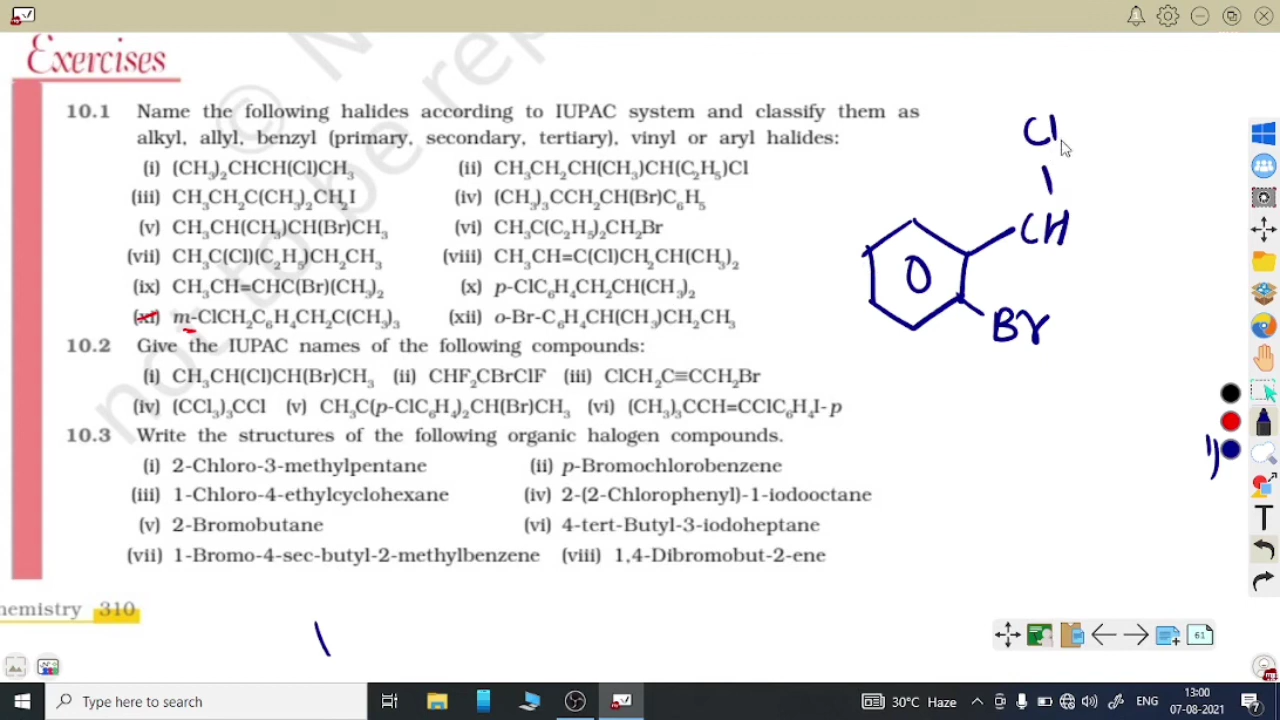 Exercises
10.1 Name the following halides according to IUPAC system and classify them as
alkyl, allyl, benzyl (primary, secondary, tertiary), vinyl or aryl halides:
(i) (CH₃)₂CHCH(Cl)CH₃ (ii) CH₃CH₂CH(CH₃)CH(C₂H₅)Cl
(iii) CH₃CH₂C(CH₃)₂CH₂I (iv) (CH₃)₃CCH₂CH(Br)C₆H₅
(v) CH₃CH(CH₃)CH(Br)CH₃ (vi) CH₃C(C₂H₅)₂CH₂Br
(vii) CH₃C(Cl)(C₂H₅)CH₂CH₃ (viii) CH₃CH=C(Cl)CH₂CH(CH₃)₂
(ix) CH₃CH=CHC(Br)(CH₃)₂ (x) p-ClC₆H₄CH₂CH(CH₃)₂
(xi) m-ClCH₂C₆H₄CH₂C(CH₃)₃ (xii) o-Br-C₆H₄CH(CH₃)CH₂CH₃
10.2 Give the IUPAC names of the following compounds:
(i) CH₃CH(Cl)CH(Br)CH₃ (ii) CHF₂CBrClF (iii) ClCH₂C≡CCH₂Br
(iv) (CCl₃)₃CCl (v) CH₃C(p-ClC₆H₄)₂CH(Br)CH₃ (vi) (CH₃)₃CCH=CClC₆H₄I-p
10.3 Write the structures of the following organic halogen compounds.
(i) 2-Chloro-3-methylpentane (ii) p-Bromochlorobenzene
(iii) 1-Chloro-4-ethylcyclohexane (iv) 2-(2-Chlorophenyl)-1-iodooctane
(v) 2-Bromobutane (vi) 4-tert-Butyl-3-iodoheptane
(vii) 1-Bromo-4-sec-butyl-2-methylbenzene (viii) 1,4-Dibromobut-2-ene
hemistry 310
Cl
CH
Br
T
61
Type here to search
30°C Haze
ENG
13:00
07-08-2021